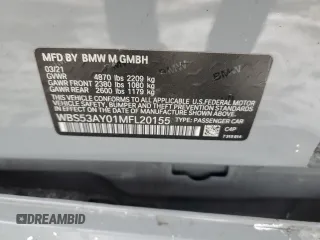 MFD. BY BMW M GMBH
03/21
GVWR 4870 lbs 2209 kg
GAWR FRONT 2380 lbs 1080 kg
GAWR REAR 2600 lbs 1179 kg
THIS VEHICLE CONFORMS TO ALL APPLICABLE FEDERAL MOTOR VEHICLE SAFETY, BUMPER, AND THEFT PREVENTION STANDARDS IN EFFECT ON THE DATE OF MANUFACTURE SHOWN ABOVE.
WBS53AY01MFL20155 TYPE: PASSENGER CAR
C4P
DREAMBID